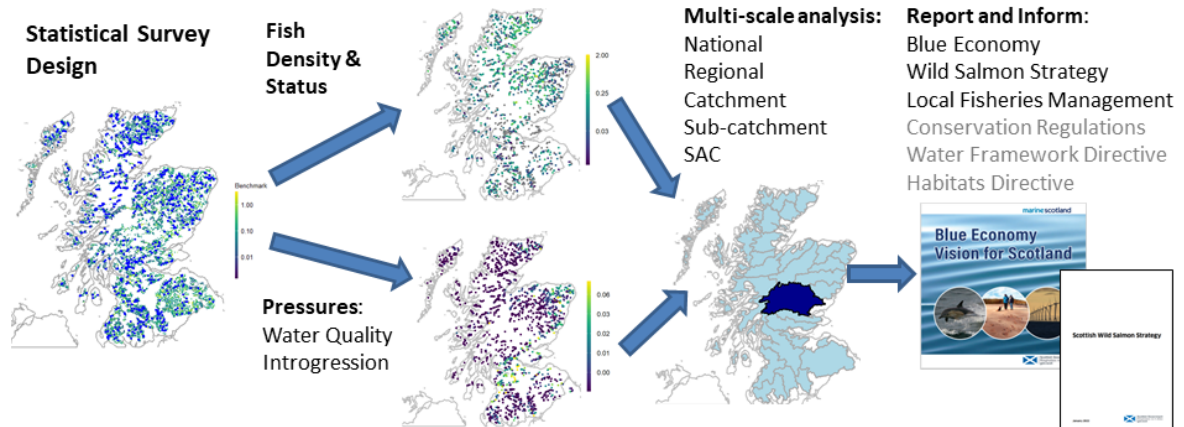 Statistical Survey
Design
Fish
Density &
Status
Pressures:
Water Quality
Introgression
Benchmark
1.00
0.10
0.01
2.00
0.25
0.03
0.06
0.03
0.02
0.01
0.00
Multi-scale analysis:
National
Regional
Catchment
Sub-catchment
SAC
Report and Inform:
Blue Economy
Wild Salmon Strategy
Local Fisheries Management
Conservation Regulations
Water Framework Directive
Habitats Directive
marinescotland
Blue Economy
Vision for Scotland
Scottish Wild Salmon Strategy